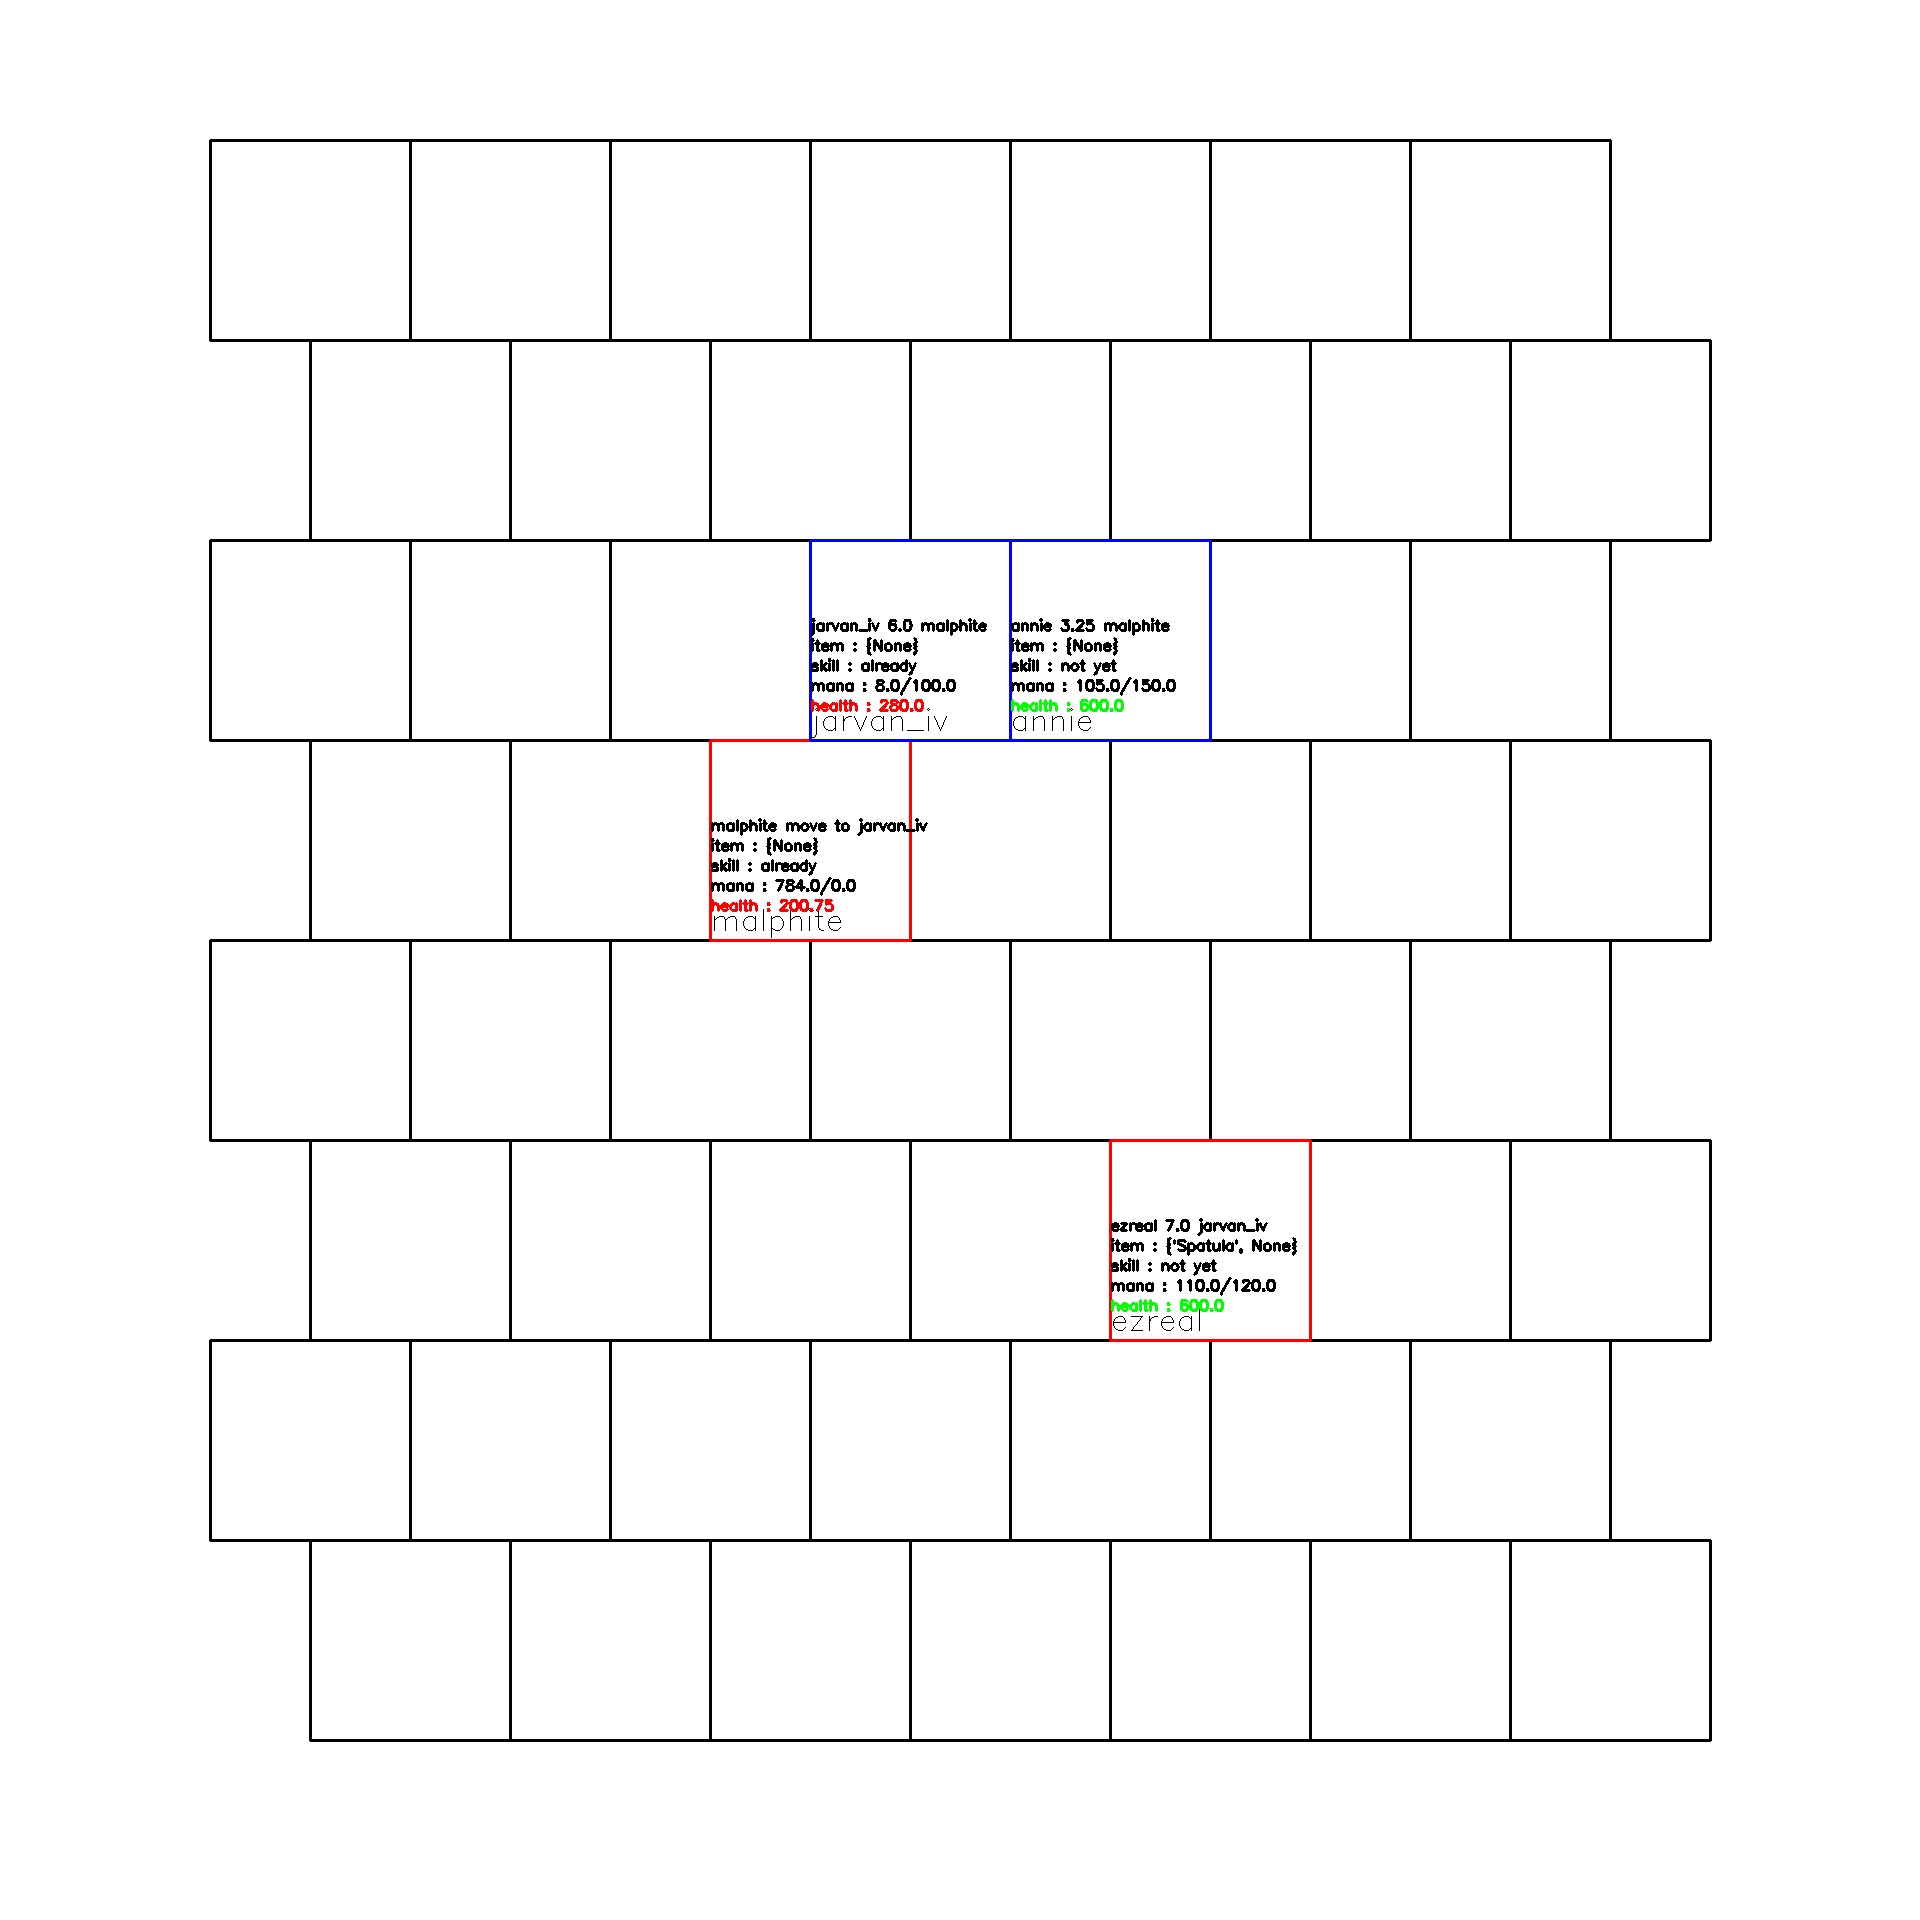 jarvan_iv 6.0 malphite
item : {None}
skill : already
mana : 8.0/100.0
health : 280.0
jarvan_iv
annie 3.25 malphite
item : {None}
skill : not yet
mana : 105.0/150.0
health : 600.0
annie
malphite move to jarvan_iv
item : {None}
skill : already
mana : 784.0/0.0
health : 200.75
malphite
ezreal 7.0 jarvan_iv
item : {'Spatula', None}
skill : not yet
mana : 110.0/120.0
health : 600.0
ezreal